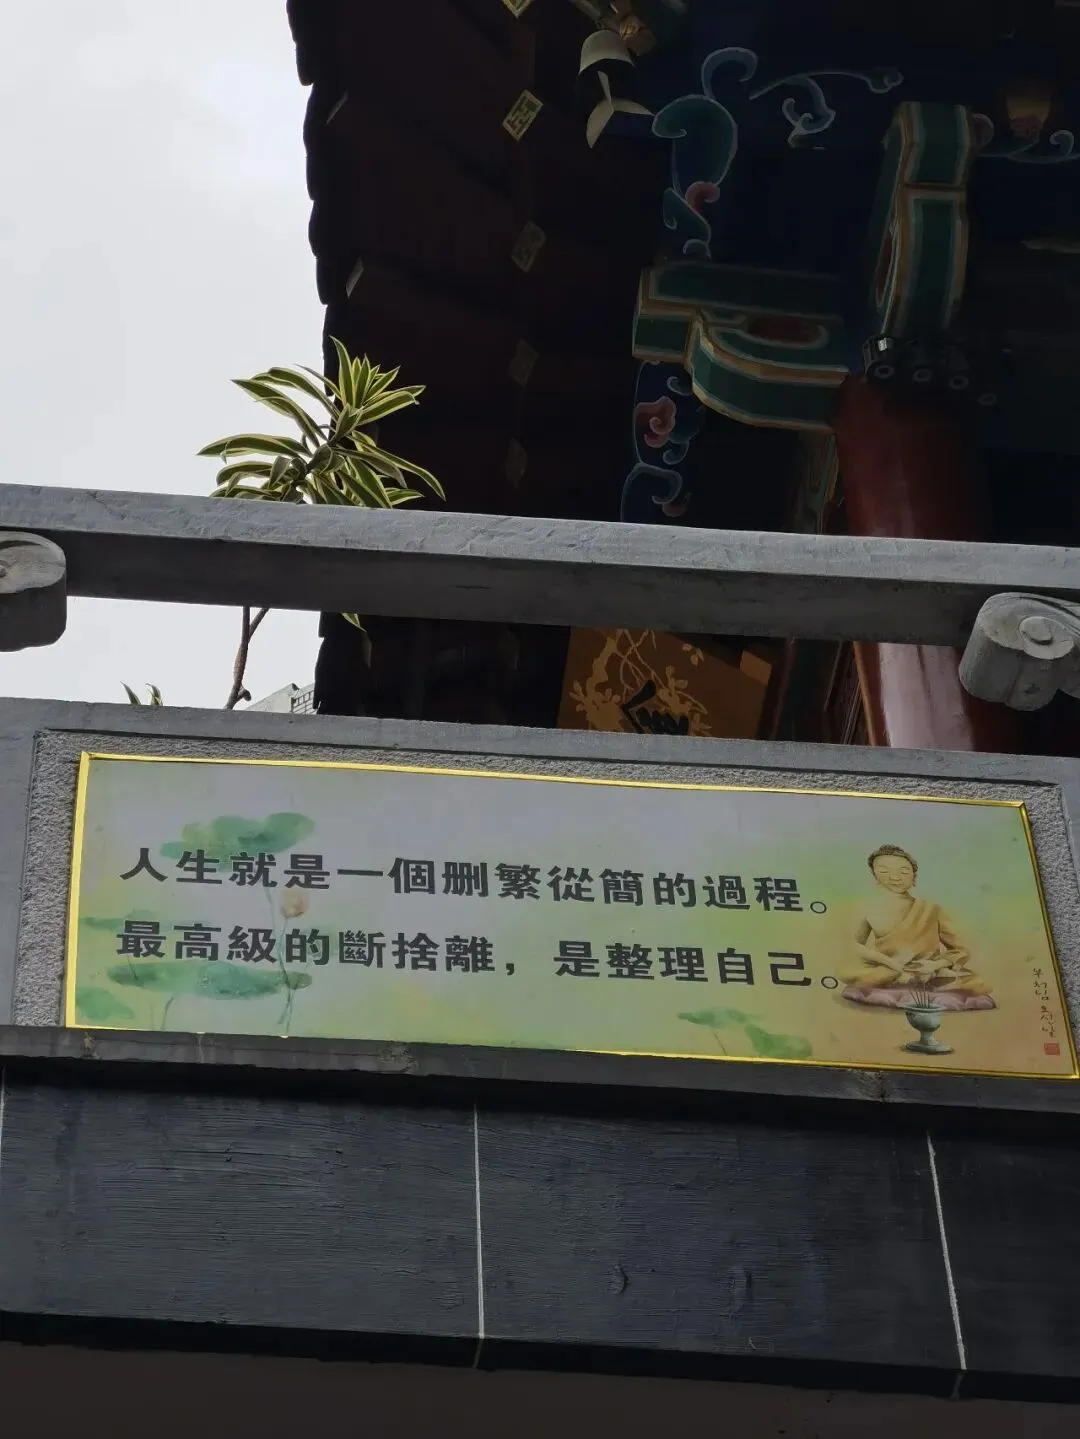 人生就是一個删繁從簡的過程。
最高級的斷捨離，是整理自己。